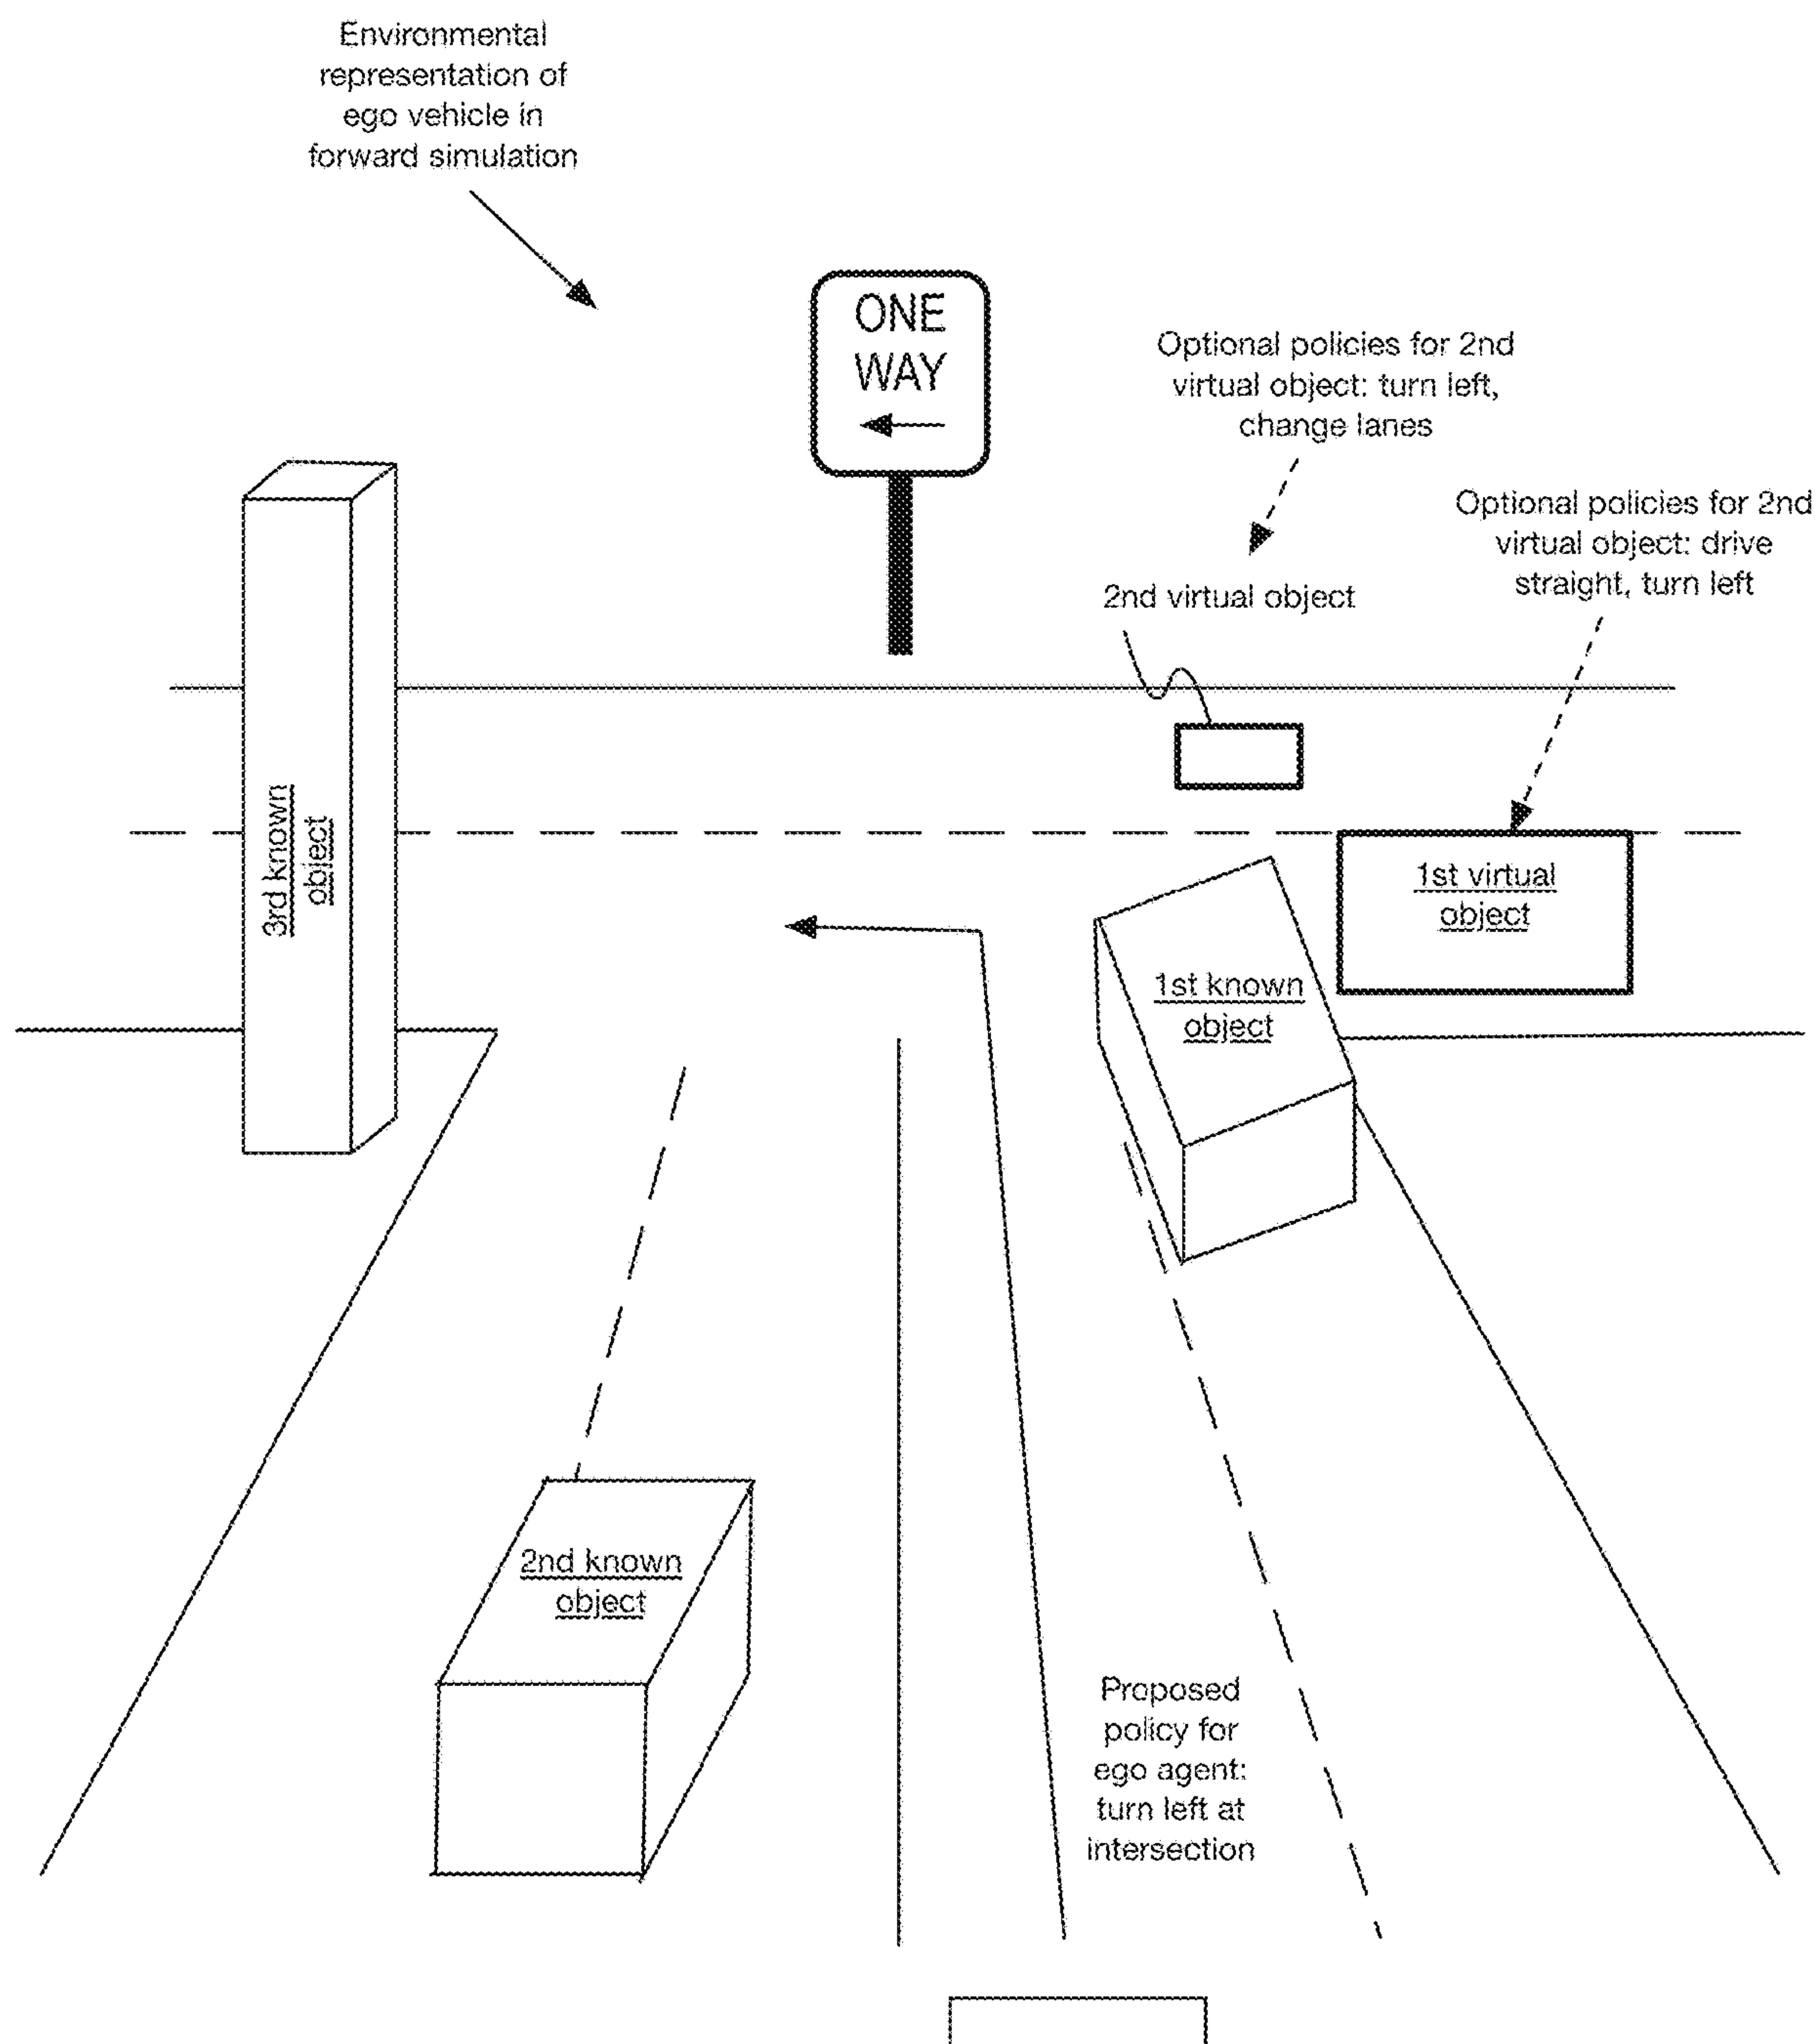 Environmental
representation of
ego vehicle in
forward simulation
ONE
WAY
Optional policies for 2nd
virtual object: turn left,
change lanes
Optional policies for 2nd
virtual object: drive
straight, turn left
2nd virtual object
3rd known
object
1st virtual
object
1st known
object
2nd known
object
Proposed
policy for
ego agent:
turn left at
intersection